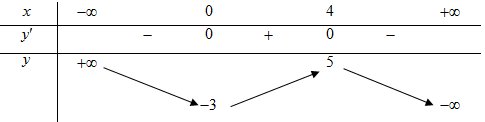 x −∞ 0 4 +∞
y' − 0 + 0 −
y +∞ 5
−3 −∞